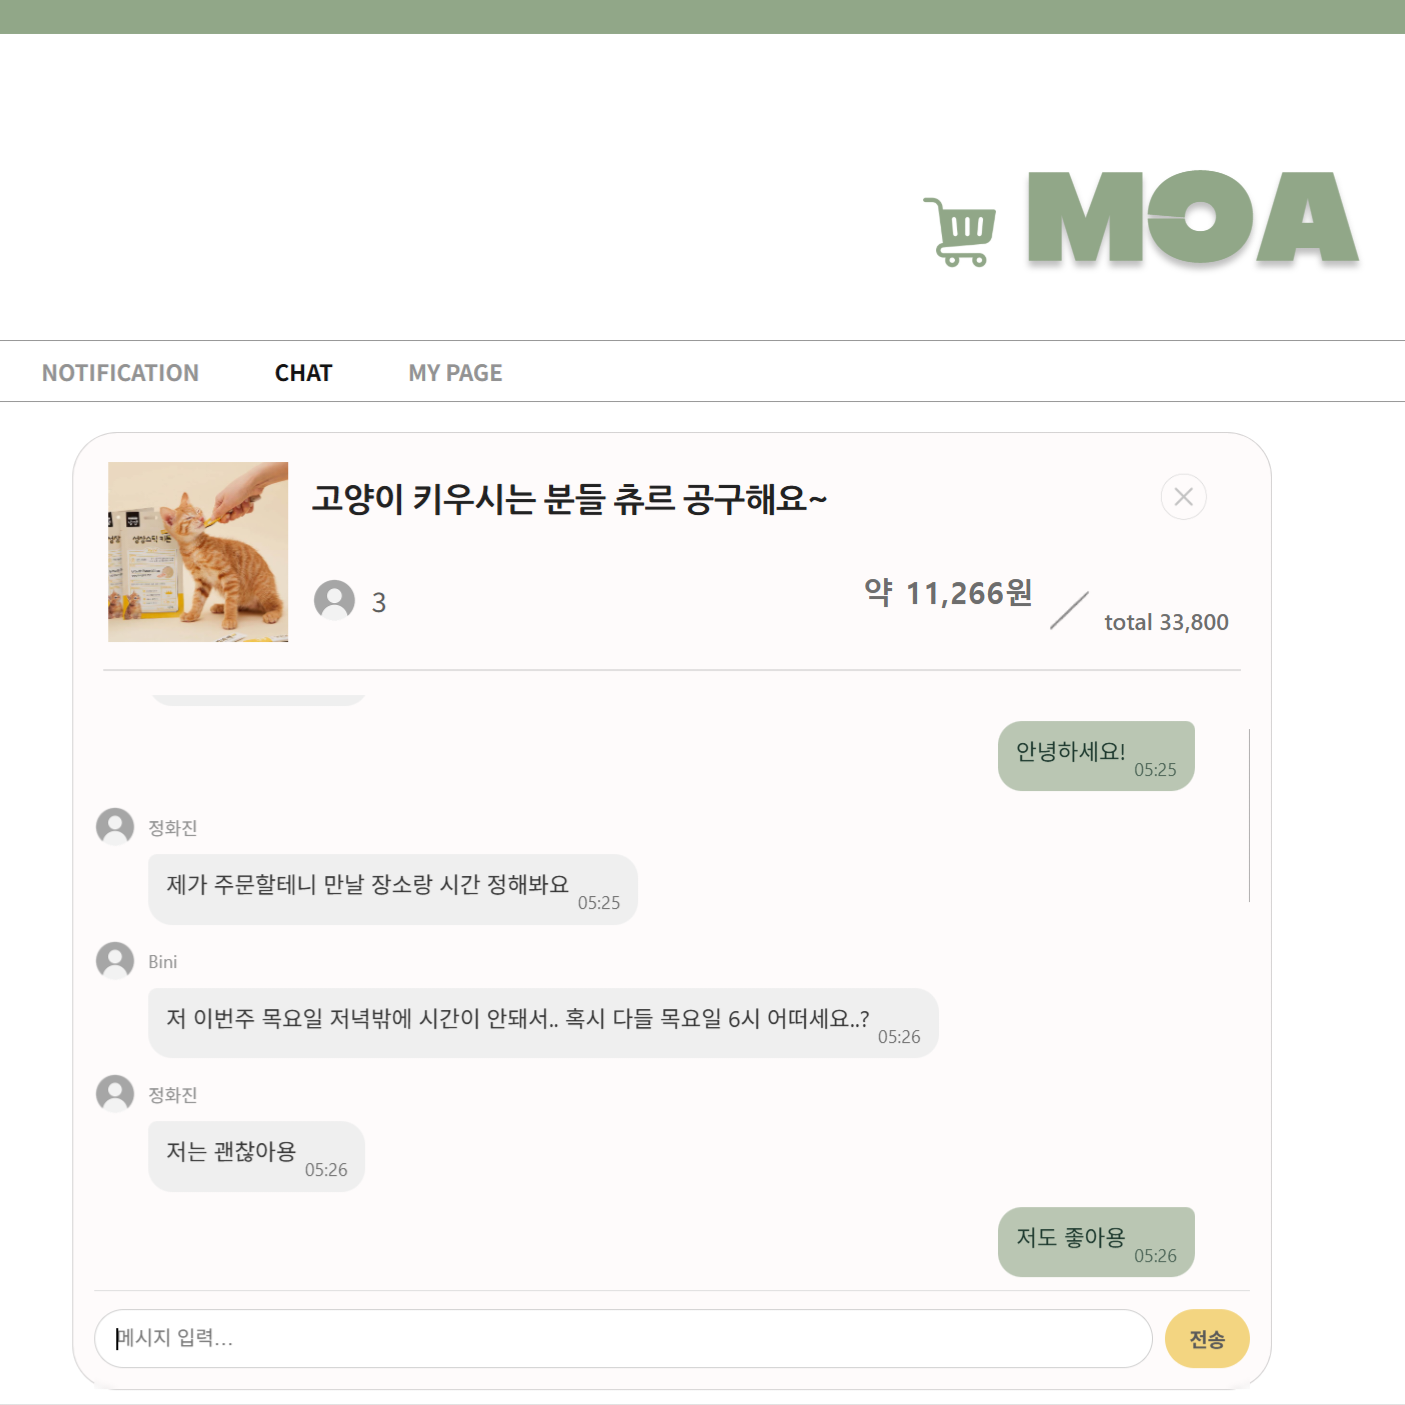 MOA
NOTIFICATION CHAT MY PAGE
고양이 키우시는 분들 츄르 공구해요~
3
약 11,266원
total 33,800
안녕하세요! 05:25
정화진
제가 주문할테니 만날 장소랑 시간 정해봐요 05:25
Bini
저 이번주 목요일 저녁밖에 시간이 안돼서.. 혹시 다들 목요일 6시 어떠세요..? 05:26
정화진
저는 괜찮아용 05:26
저도 좋아용 05:26
메시지 입력...
전송